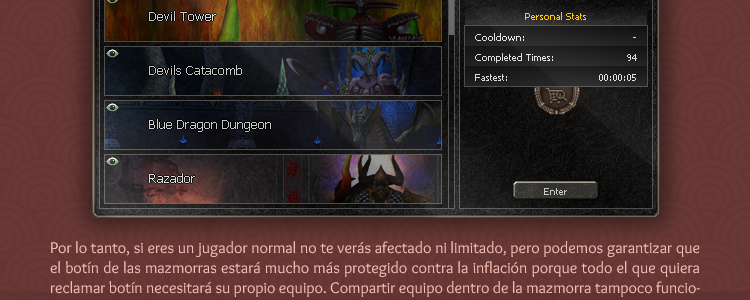 Devil Tower
Devils Catacomb
Blue Dragon Dungeon
Razador
Personal Stats
Cooldown: -
Completed Times: 94
Fastest: 00:00:05
Enter
Por lo tanto, si eres un jugador normal no te verás afectado ni limitado, pero podemos garantizar que
el botín de las mazmorras estará mucho más protegido contra la inflación porque todo el que quiera
reclamar botín necesitará su propio equipo. Compartir equipo dentro de la mazmorra tampoco funcio-